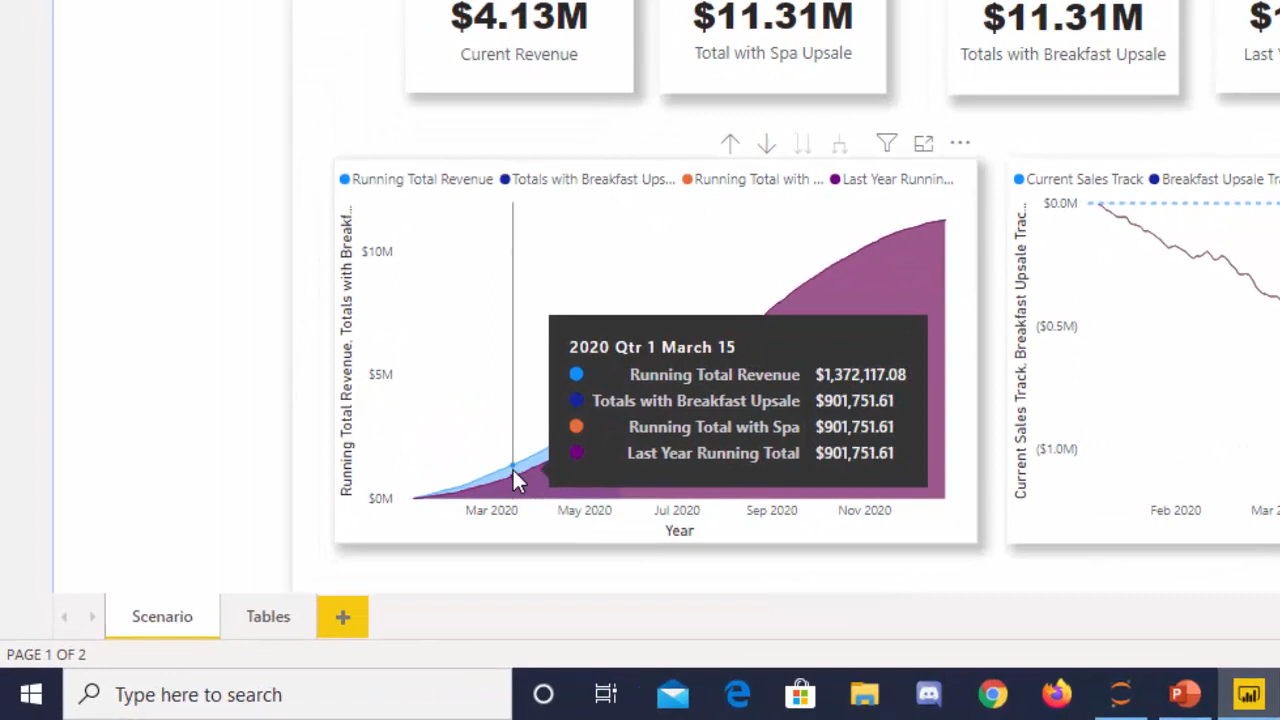 $4.13M
Curent Revenue
$11.31M
Total with Spa Upsale
$11.31M
Totals with Breakfast Upsale
Last Y
Running Total Revenue Totals with Breakfast Ups... Running Total with ... Last Year Runnin...
Running Total Revenue, Totals with Breakf...
$10M
$5M
$0M
2020 Qtr 1 March 15
Running Total Revenue $1,372,117.08
Totals with Breakfast Upsale $901,751.61
Running Total with Spa $901,751.61
Last Year Running Total $901,751.61
Mar 2020 May 2020 Jul 2020 Sep 2020 Nov 2020
Year
Current Sales Track Breakfast Upsale Tra
Current Sales Track, Breakfast Upsale Trac...
$0.0M
($0.5M)
($1.0M)
Feb 2020 Mar 2
Scenario Tables
PAGE 1 OF 2
Type here to search